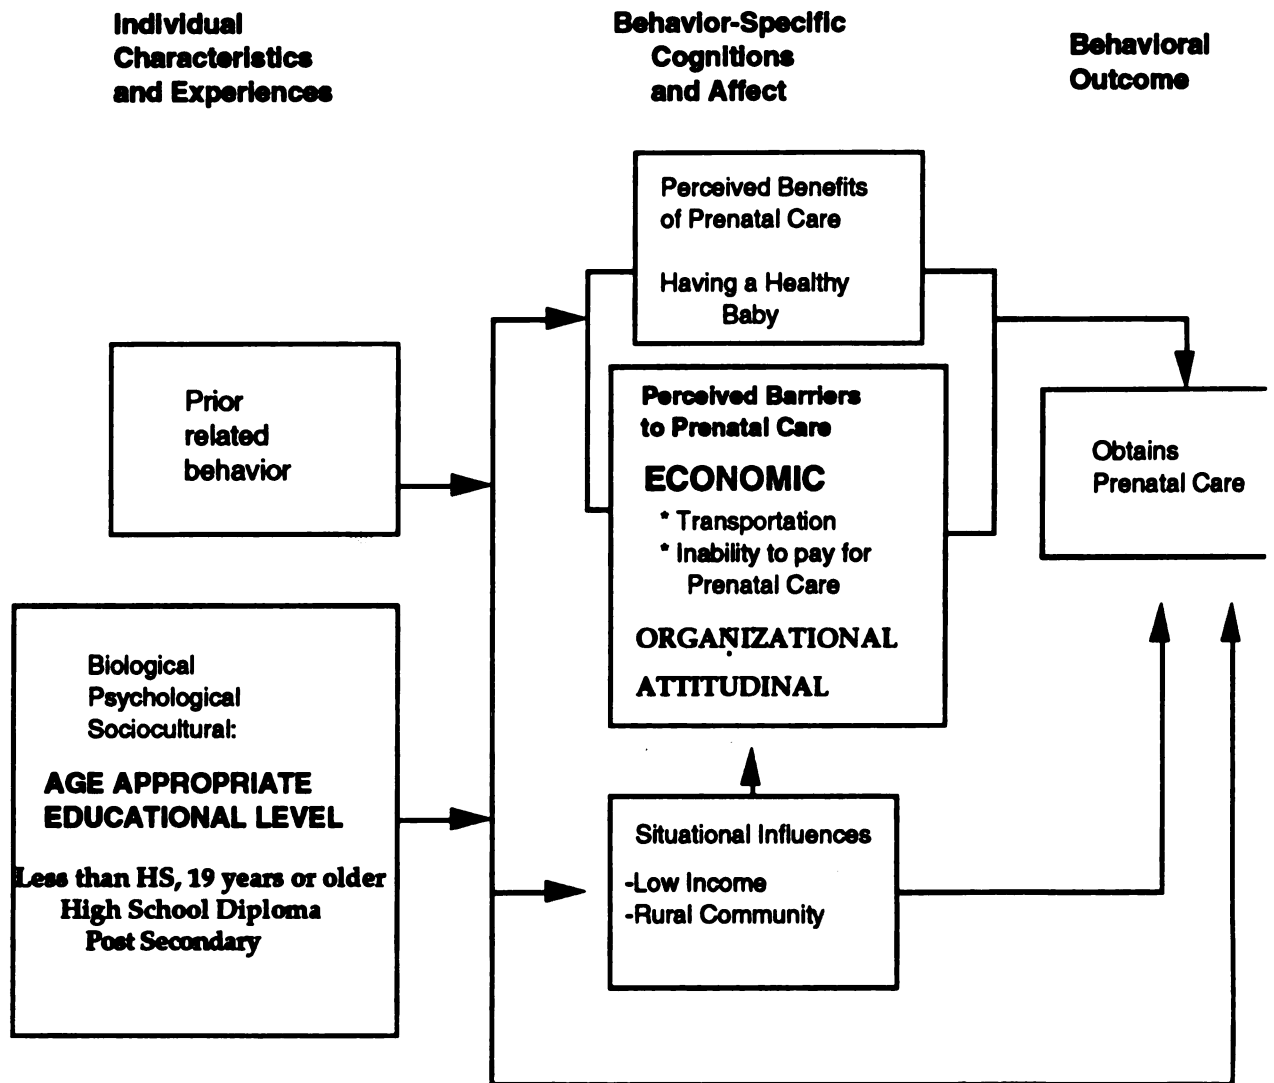 Individual
Characteristics
and Experiences
Behavior-Specific
Cognitions
and Affect
Behavioral
Outcome
Perceived Benefits
of Prenatal Care
Having a Healthy
Baby
Prior
related
behavior
Perceived Barriers
to Prenatal Care
ECONOMIC
* Transportation
* Inability to pay for
Prenatal Care
ORGANIZATIONAL
ATTITUDINAL
Obtains
Prenatal Care
Biological
Psychological
Sociocultural:
AGE APPROPRIATE
EDUCATIONAL LEVEL
Less than HS, 19 years or older
High School Diploma
Post Secondary
Situational Influences
-Low Income
-Rural Community